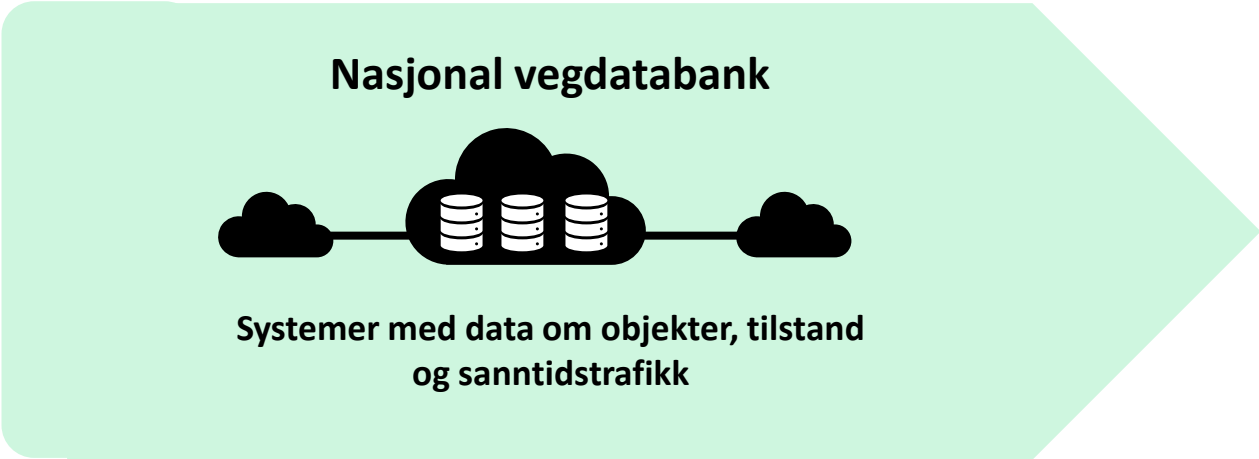 Nasjonal vegdatabank
Systemer med data om objekter, tilstand
og sanntidstrafikk